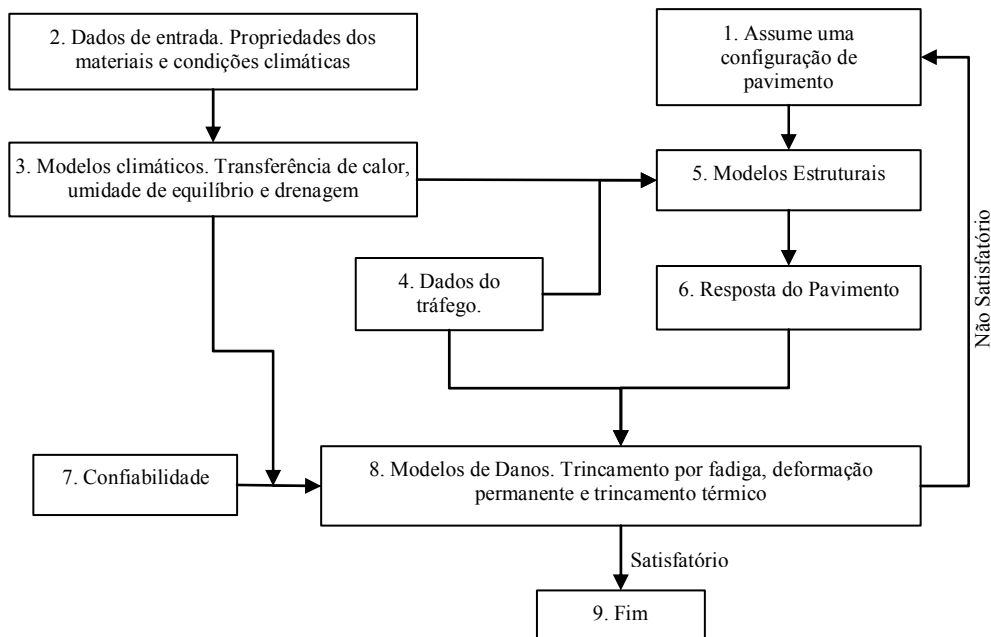 2. Dados de entrada. Propriedades dos
materiais e condições climáticas
1. Assume uma
configuração de
pavimento
3. Modelos climáticos. Transferência de calor,
umidade de equilíbrio e drenagem
5. Modelos Estruturais
4. Dados do
tráfego.
6. Resposta do Pavimento
Não Satisfatório
7. Confiabilidade
8. Modelos de Danos. Trincamento por fadiga, deformação
permanente e trincamento térmico
Satisfatório
9. Fim